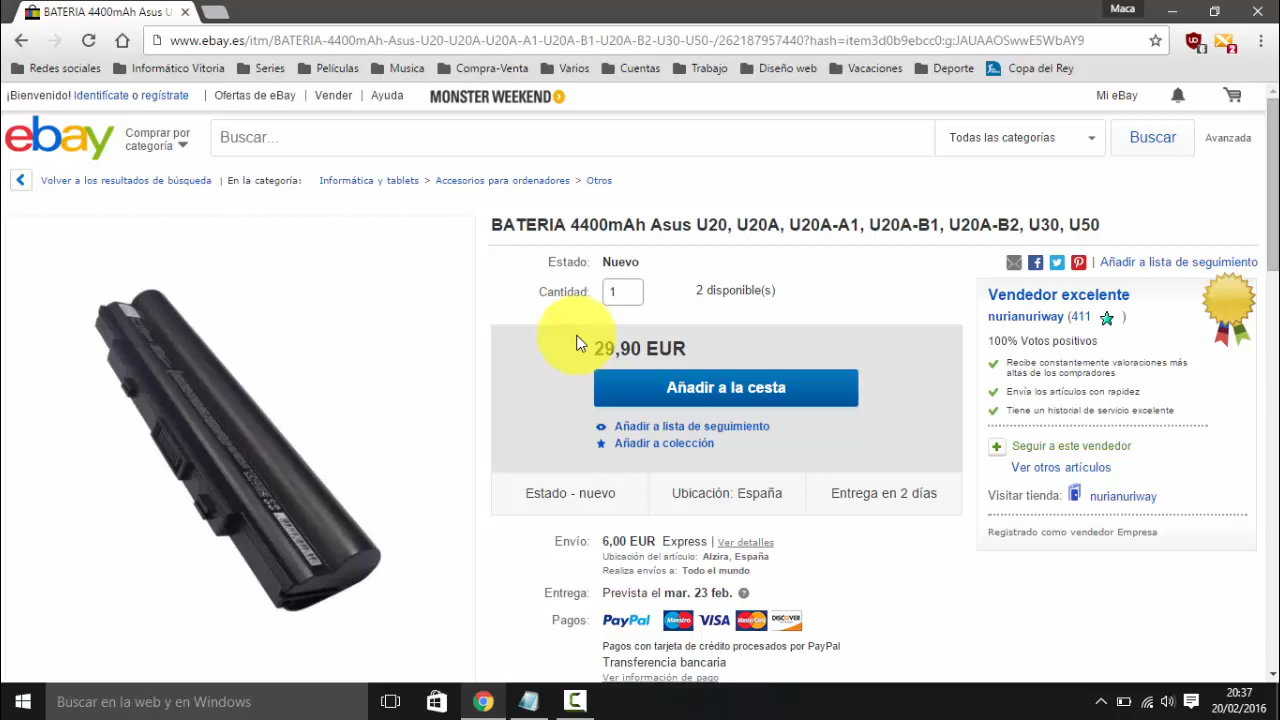 BATERIA 4400mAh Asus U
Maca
www.ebay.es/itm/BATERIA-4400mAh-Asus-U20-U20A-U20A-A1-U20A-B1-U20A-B2-U30-U50-/262187957440?hash=item3d0b9ebcc0:g:JAUAAOSwwE5WbAY9
Redes sociales Informático Vitoria Series Películas Musica Compra-Venta Varios Cuentas Trabajo Diseño web Vacaciones Deporte Copa del Rey
¡Bienvenido! Identifícate o regístrate | Ofertas de eBay | Vender | Ayuda MONSTER WEEKEND Mi eBay
ebay Comprar por categoría Buscar... Todas las categorías Buscar Avanzada
Volver a los resultados de búsqueda | En la categoría: Informática y tablets > Accesorios para ordenadores > Otros
BATERIA 4400mAh Asus U20, U20A, U20A-A1, U20A-B1, U20A-B2, U30, U50
Estado: Nuevo
| Añadir a lista de seguimiento
Cantidad: 1 2 disponible(s)
29,90 EUR
Añadir a la cesta
Añadir a lista de seguimiento
Añadir a colección
Estado - nuevo Ubicación: España Entrega en 2 días
Envío: 6,00 EUR Express | Ver detalles
Ubicación del artículo: Alzira, España
Realiza envíos a: Todo el mundo
Entrega: Prevista el mar. 23 feb.
Pagos: PayPal Maestro VISA MasterCard DISCOVER
Pagos con tarjeta de crédito procesados por PayPal
Transferencia bancaria
Ver información de pago
Vendedor excelente
nurianuriway (411 )
100% Votos positivos
Recibe constantemente valoraciones más
altas de los compradores
Envía los artículos con rapidez
Tiene un historial de servicio excelente
Seguir a este vendedor
Ver otros artículos
Visitar tienda: nurianuriway
Registrado como vendedor Empresa
Buscar en la web y en Windows
20:37
20/02/2016